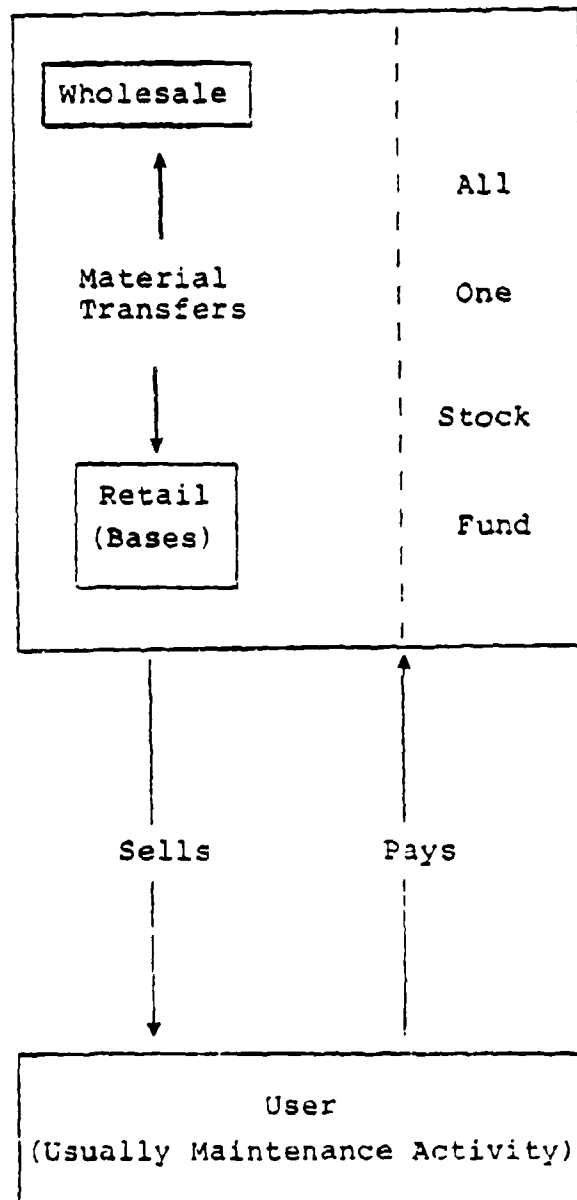 Wholesale
Material
Transfers
Retail
(Bases)
All
One
Stock
Fund
Sells
Pays
User
(Usually Maintenance Activity)